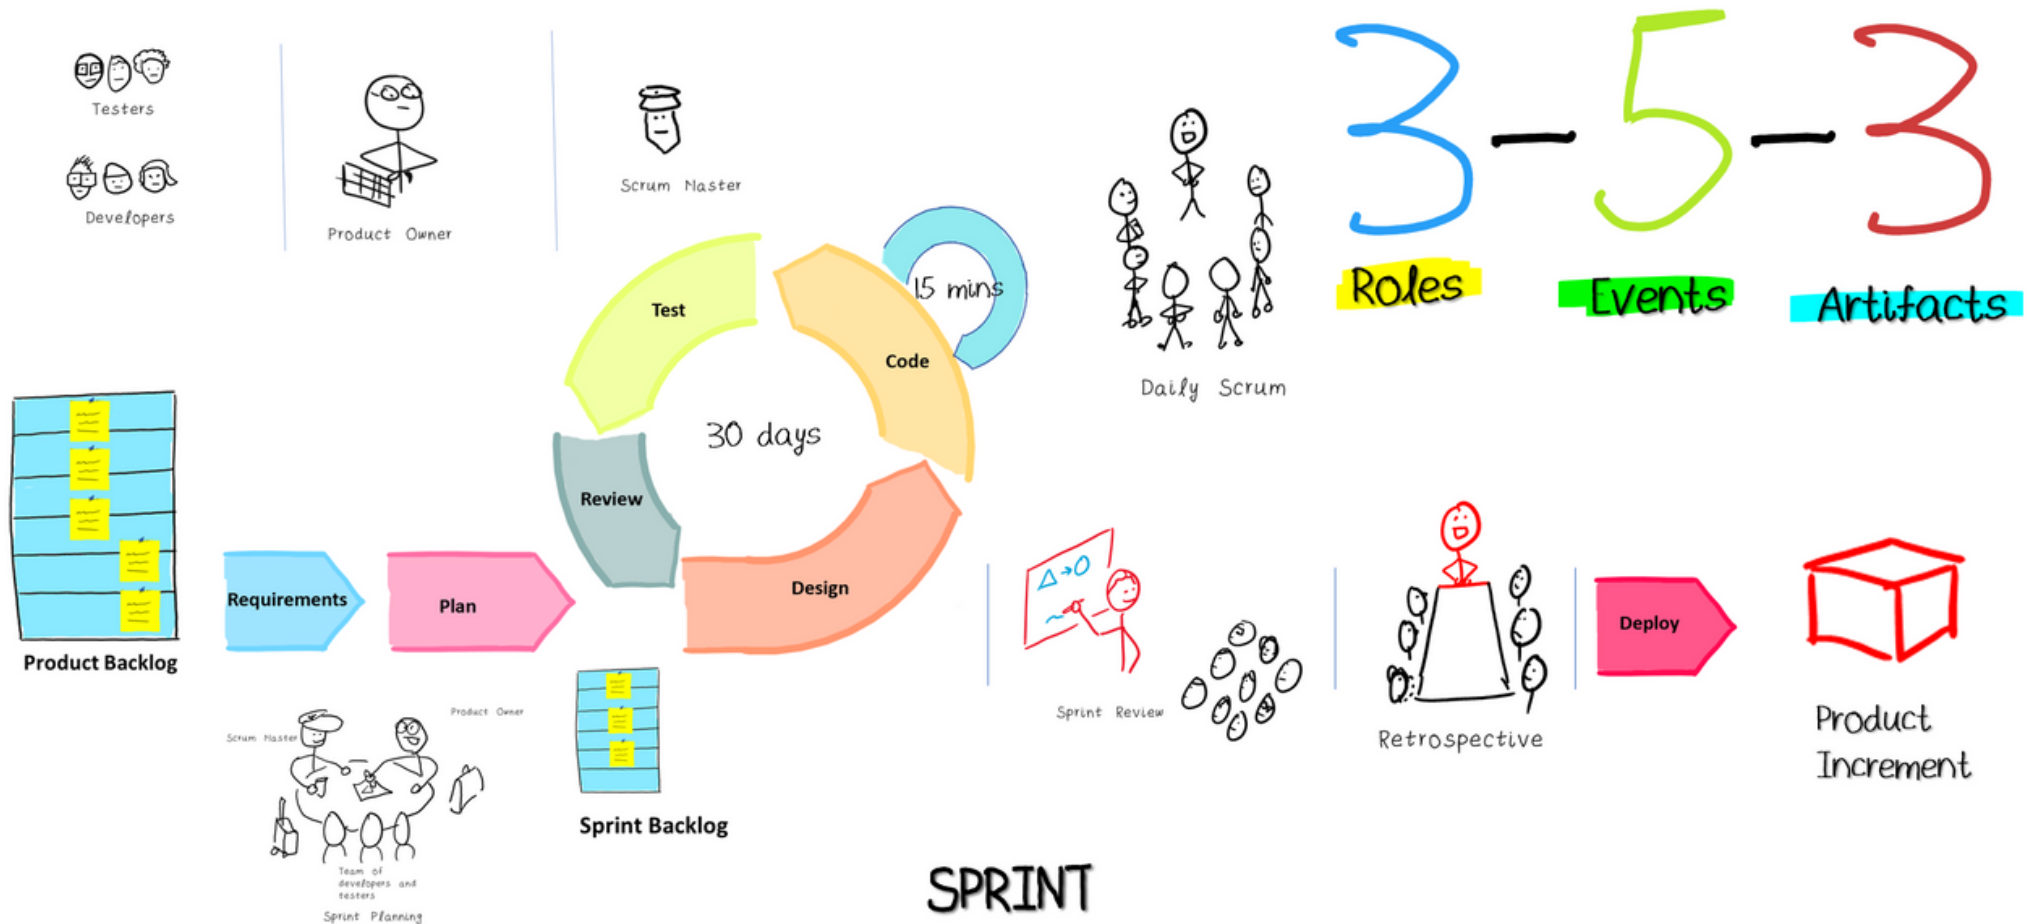 Testers
Developers
Product Owner
Scrum Master
3 - 5 - 3
Roles
Events
Artifacts
Test
Code
15 mins
30 days
Review
Design
Daily Scrum
Product Backlog
Requirements
Plan
Scrum Master
Product Owner
Team of
developers and
testers
Sprint Planning
Sprint Backlog
Sprint Review
Retrospective
Deploy
Product
Increment
SPRINT